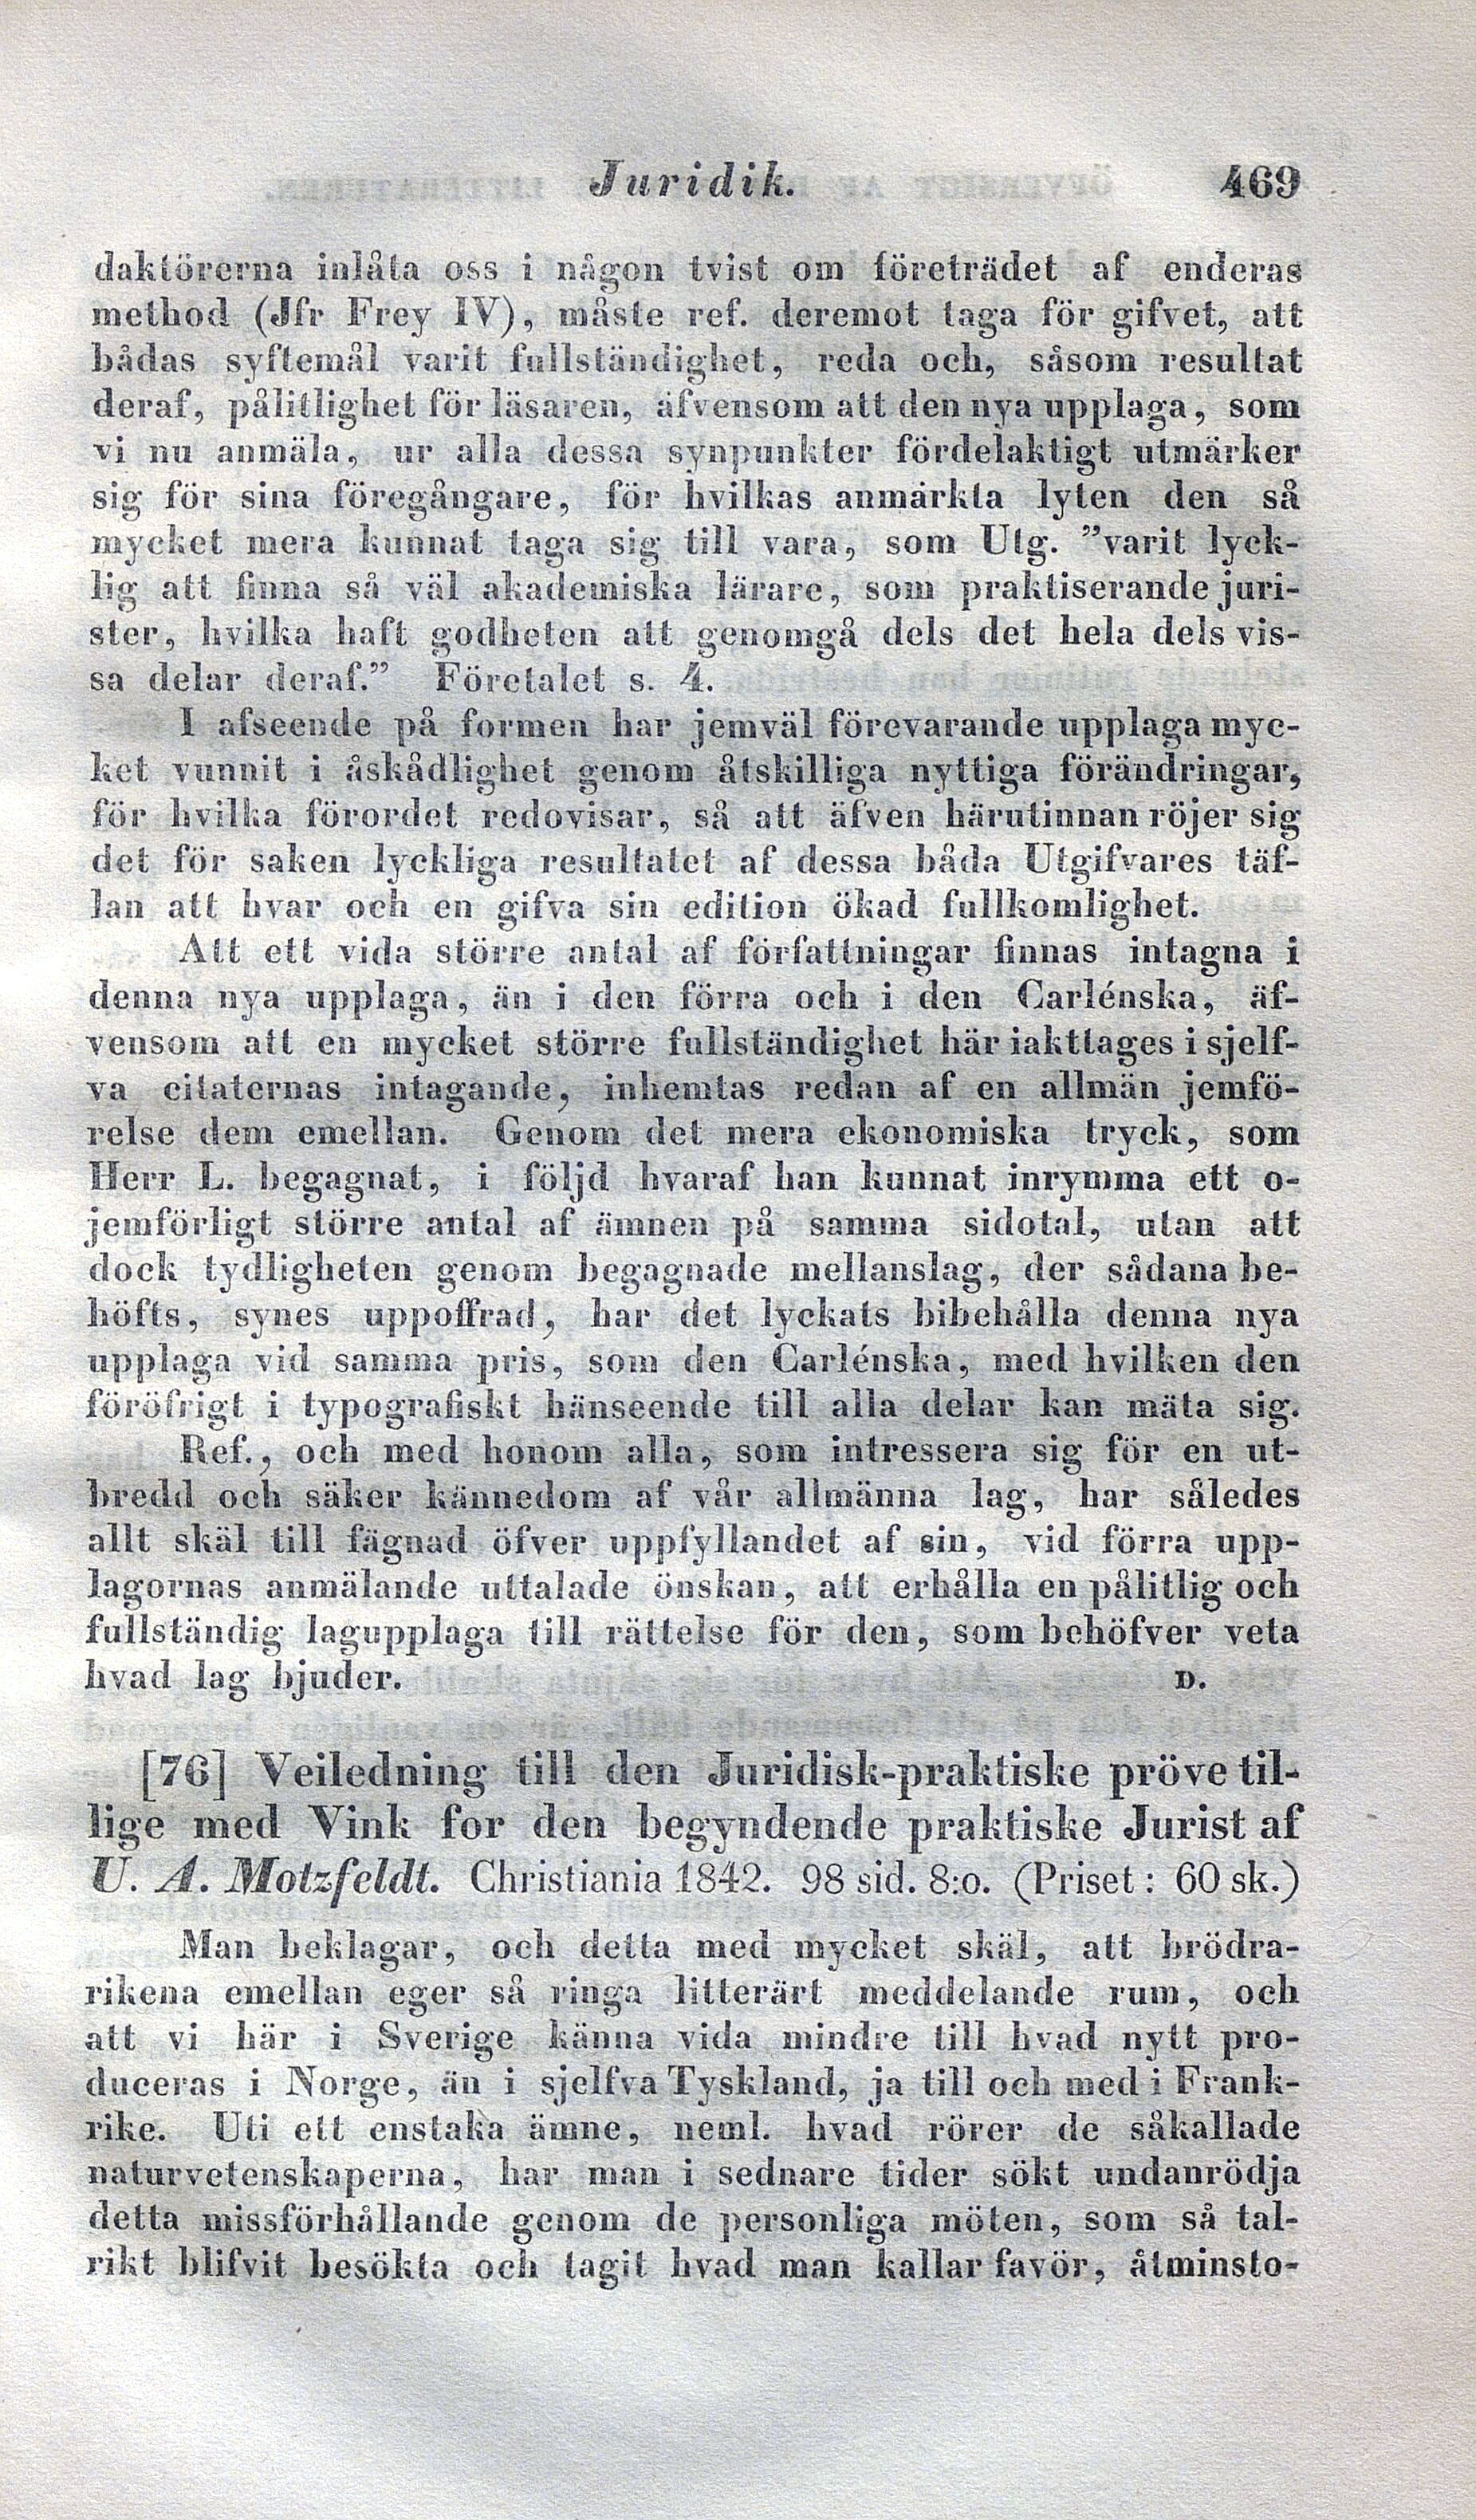 Juridik. 469
daktörerna inlåta oss i någon tvist om företrädet af enderas
method (Jfr Frey IV), måste ref. deremot taga för gifvet, att
bådas syftemål varit fullständighet, reda och, såsom resultat
deraf, pålitlighet för läsaren, äfvensom att den nya upplaga, som
vi nu anmäla, ur alla dessa synpunkter fördelaktigt utmärker
sig för sina föregångare, för hvilkas anmärkta lyten den så
mycket mera kunnat taga sig till vara, som Utg. ”varit lyck-
lig att finna så väl akademiska lärare, som praktiserande juri-
ster, hvilka haft godheten att genomgå dels det hela dels vis-
sa delar deraf.” Företalet s. 4.
I afseende på formen har jemväl förevarande upplaga myc-
ket vunnit i åskådlighet genom åtskilliga nyttiga förändringar,
för hvilka förordet redovisar, så att äfven härutinnan röjer sig
det för saken lyckliga resultatet af dessa båda Utgifvares täf-
lan att hvar och en gifva sin edition ökad fullkomlighet.
Att ett vida större antal af författningar finnas intagna i
denna nya upplaga, än i den förra och i den Carlénska, äf-
vensom att en mycket större fullständighet här iakttages i sjelf-
va citaternas intagande, inhemtas redan af en allmän jemfö-
relse dem emellan. Genom det mera ekonomiska tryck, som
Herr L. begagnat, i följd hvaraf han kunnat inrymma ett o-
jemförligt större antal af ämnen på samma sidotal, utan att
dock tydligheten genom begagnade mellanslag, der sådana be-
höfts, synes uppoffrad, har det lyckats bibehålla denna nya
upplaga vid samma pris, som den Carlénska, med hvilken den
föröfrigt i typografiskt hänseende till alla delar kan mäta sig.
Ref., och med honom alla, som intressera sig för en ut-
bredd och säker kännedom af vår allmänna lag, har således
allt skäl till fägnad öfver uppfyllandet af sin, vid förra upp-
lagornas anmälande uttalade önskan, att erhålla en pålitlig och
fullständig lagupplaga till rättelse för den, som behöfver veta
hvad lag bjuder. D.
[76] Veiledning till den Juridisk-praktiske pröve til-
lige med Vink for den begyndende praktiske Jurist af
U. A. Motzfeldt. Christiania 1842. 98 sid. 8:o. (Priset: 60 sk.)
Man beklagar, och detta med mycket skäl, att brödra-
rikena emellan eger så ringa litterärt meddelande rum, och
att vi här i Sverige känna vida mindre till hvad nytt pro-
duceras i Norge, än i sjelfva Tyskland, ja till och med i Frank-
rike. Uti ett enstaka ämne, neml. hvad rörer de såkallade
naturvetenskaperna, har man i sednare tider sökt undanrödja
detta missförhållande genom de personliga möten, som så tal-
rikt blifvit besökta och tagit hvad man kallar favör, åtminsto-